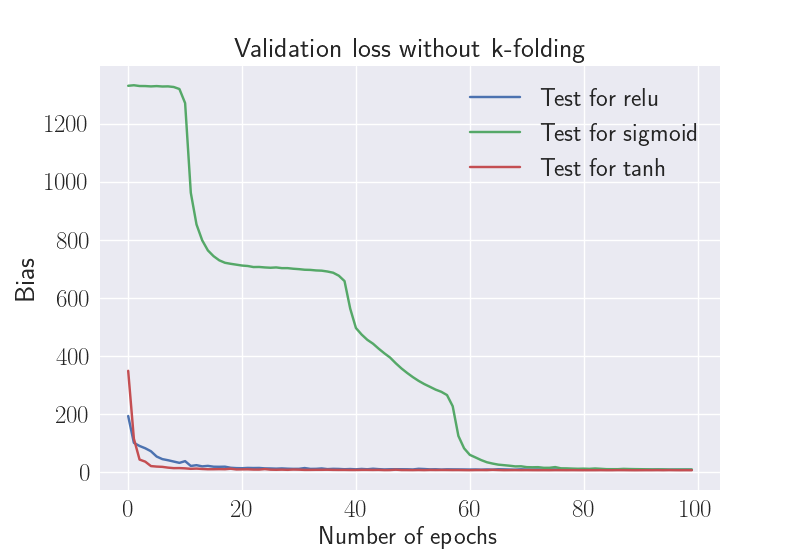 Validation loss without k-folding
Test for relu
Test for sigmoid
Test for tanh
1200
1000
800
600
400
200
0
Bias
0 20 40 60 80 100
Number of epochs